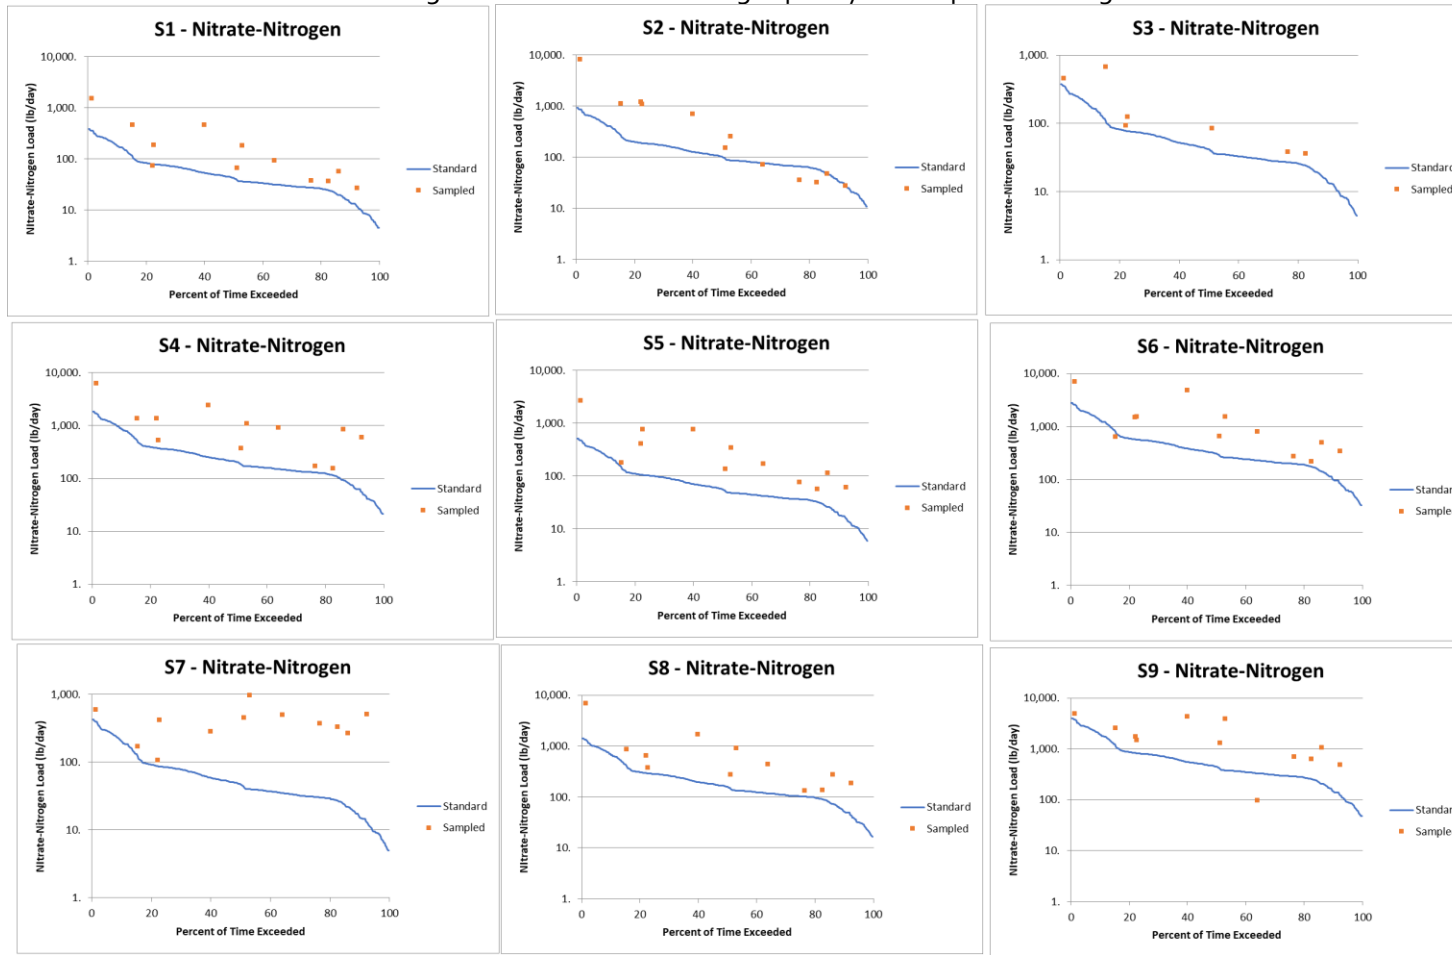 S1 - Nitrate-Nitrogen
10,000.
1,000.
100.
10.
1.
0 20 40 60 80 100
Nitrate-Nitrogen Load (lb/day)
Percent of Time Exceeded
Standard
Sampled
S2 - Nitrate-Nitrogen
10,000.
1,000.
100.
10.
1.
0 20 40 60 80 100
Nitrate-Nitrogen Load (lb/day)
Percent of Time Exceeded
Standard
Sampled
S3 - Nitrate-Nitrogen
1,000.
100.
10.
1.
0 20 40 60 80 100
Nitrate-Nitrogen Load (lb/day)
Percent of Time Exceeded
Standard
Sampled
S4 - Nitrate-Nitrogen
10,000.
1,000.
100.
10.
1.
0 20 40 60 80 100
Nitrate-Nitrogen Load (lb/day)
Percent of Time Exceeded
Standard
Sampled
S5 - Nitrate-Nitrogen
10,000.
1,000.
100.
10.
1.
0 20 40 60 80 100
Nitrate-Nitrogen Load (lb/day)
Percent of Time Exceeded
Standard
Sampled
S6 - Nitrate-Nitrogen
10,000.
1,000.
100.
10.
1.
0 20 40 60 80 100
Nitrate-Nitrogen Load (lb/day)
Percent of Time Exceeded
Standar
Sample
S7 - Nitrate-Nitrogen
1,000.
100.
10.
1.
0 20 40 60 80 100
Nitrate-Nitrogen Load (lb/day)
Percent of Time Exceeded
Standard
Sampled
S8 - Nitrate-Nitrogen
10,000.
1,000.
100.
10.
1.
0 20 40 60 80 100
Nitrate-Nitrogen Load (lb/day)
Percent of Time Exceeded
Standard
Sampled
S9 - Nitrate-Nitrogen
10,000.
1,000.
100.
10.
1.
0 20 40 60 80 100
Nitrate-Nitrogen Load (lb/day)
Percent of Time Exceeded
Standar
Sample